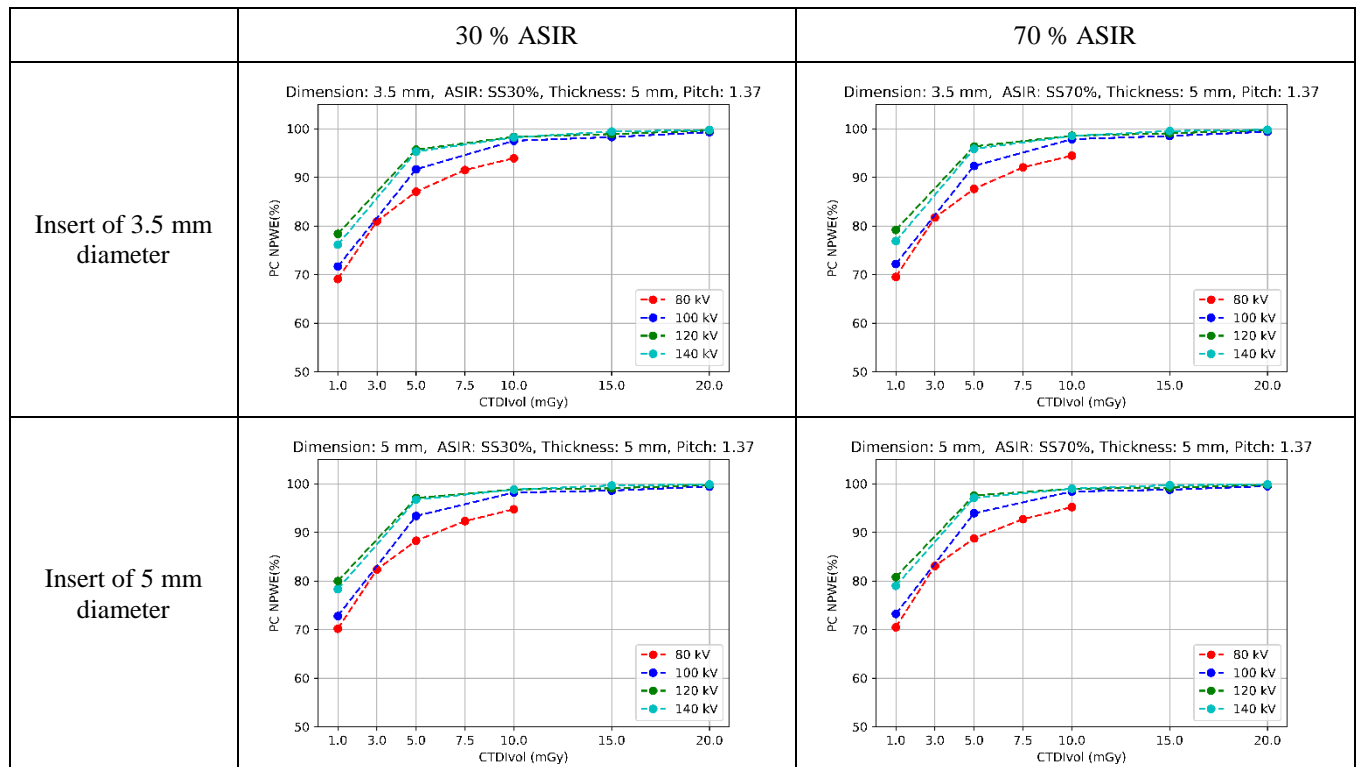 30 % ASIR
70 % ASIR
Insert of 3.5 mm
diameter
Dimension: 3.5 mm, ASIR: SS30%, Thickness: 5 mm, Pitch: 1.37
100
90
80
70
60
50
PC NPWE(%)
80 kV
100 kV
120 kV
140 kV
1.0 3.0 5.0 7.5 10.0 15.0 20.0
CTDIvol (mGy)
Dimension: 3.5 mm, ASIR: SS70%, Thickness: 5 mm, Pitch: 1.37
100
90
80
70
60
50
PC NPWE(%)
80 kV
100 kV
120 kV
140 kV
1.0 3.0 5.0 7.5 10.0 15.0 20.0
CTDIvol (mGy)
Insert of 5 mm
diameter
Dimension: 5 mm, ASIR: SS30%, Thickness: 5 mm, Pitch: 1.37
100
90
80
70
60
50
PC NPWE(%)
80 kV
100 kV
120 kV
140 kV
1.0 3.0 5.0 7.5 10.0 15.0 20.0
CTDIvol (mGy)
Dimension: 5 mm, ASIR: SS70%, Thickness: 5 mm, Pitch: 1.37
100
90
80
70
60
50
PC NPWE(%)
80 kV
100 kV
120 kV
140 kV
1.0 3.0 5.0 7.5 10.0 15.0 20.0
CTDIvol (mGy)